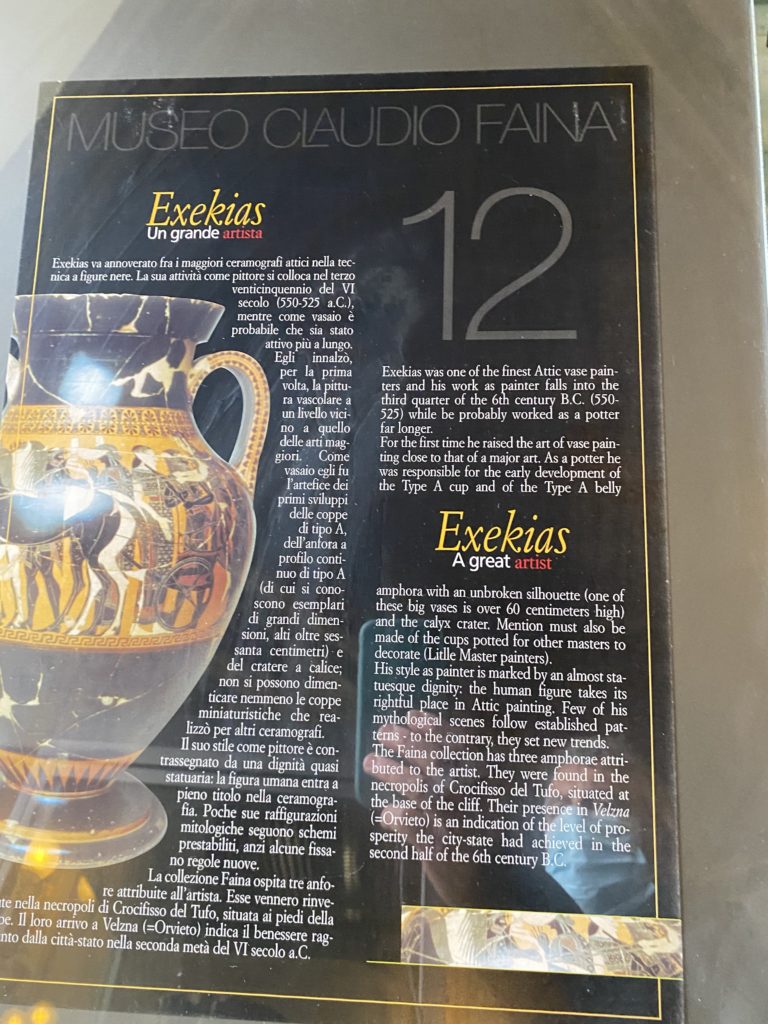 MUSEO CLAUDIO FAINA
Exekias
Un grande artista
Exekias va annoverato fra i maggiori ceramografi attici nella tec-
nica a figure nere. La sua attività come pittore si colloca nel terzo
venticinquennio del VI
secolo (550-525 a.C.),
mentre come vasaio è
probabile che sia stato
attivo più a lungo.
Egli innalzò,
per la prima
volta, la pittu-
ra vascolare a
un livello vici-
no a quello
delle arti mag-
giori. Come
vasaio egli fu
l'artefice dei
primi sviluppi
delle coppe
di tipo A,
dell'anfora a
profilo conti-
nuo di tipo A
(di cui si cono-
scono esemplari
di grandi dimen-
sioni, alti oltre ses-
santa centimetri) e
del cratere a calice;
non si possono dimen-
ticare nemmeno le coppe
miniaturistiche che rea-
lizzò per altri ceramografi.
Il suo stile come pittore è con-
trassegnato da una dignità quasi
statuaria: la figura umana entra a
pieno titolo nella ceramogra-
fia. Poche sue raffigurazioni
mitologiche seguono schemi
prestabiliti, anzi alcune fissa-
no regole nuove.
La collezione Faina ospita tre anfo-
re attribuite all'artista. Esse vennero rinve-
nella necropoli di Crocifisso del Tufo, situata ai piedi della
Il loro arrivo a Velzna (=Orvieto) indica il benessere rag-
dalla città-stato nella seconda metà del VI secolo a.C.
12
Exekias was one of the finest Attic vase pain-
ters and his work as painter falls into the
third quarter of the 6th century B.C. (550-
525) while be probably worked as a potter
far longer.
For the first time he raised the art of vase pain-
ting close to that of a major art. As a potter he
was responsible for the early development of
the Type A cup and of the Type A belly
Exekias
A great artist
amphora with an unbroken silhouette (one of
these big vases is over 60 centimeters high)
and the calyx crater. Mention must also be
made of the cups potted for other masters to
decorate (Litlle Master painters).
His style as painter is marked by an almost sta-
tuesque dignity: the human figure takes its
rightful place in Attic painting. Few of his
mythological scenes follow established pat-
terns - to the contrary, they set new trends.
The Faina collection has three amphorae attri-
buted to the artist. They were found in the
necropolis of Crocifisso del Tufo, situated at
the base of the cliff. Their presence in Velzna
(=Orvieto) is an indication of the level of pro-
sperity the city-state had achieved in the
second half of the 6th century B.C.